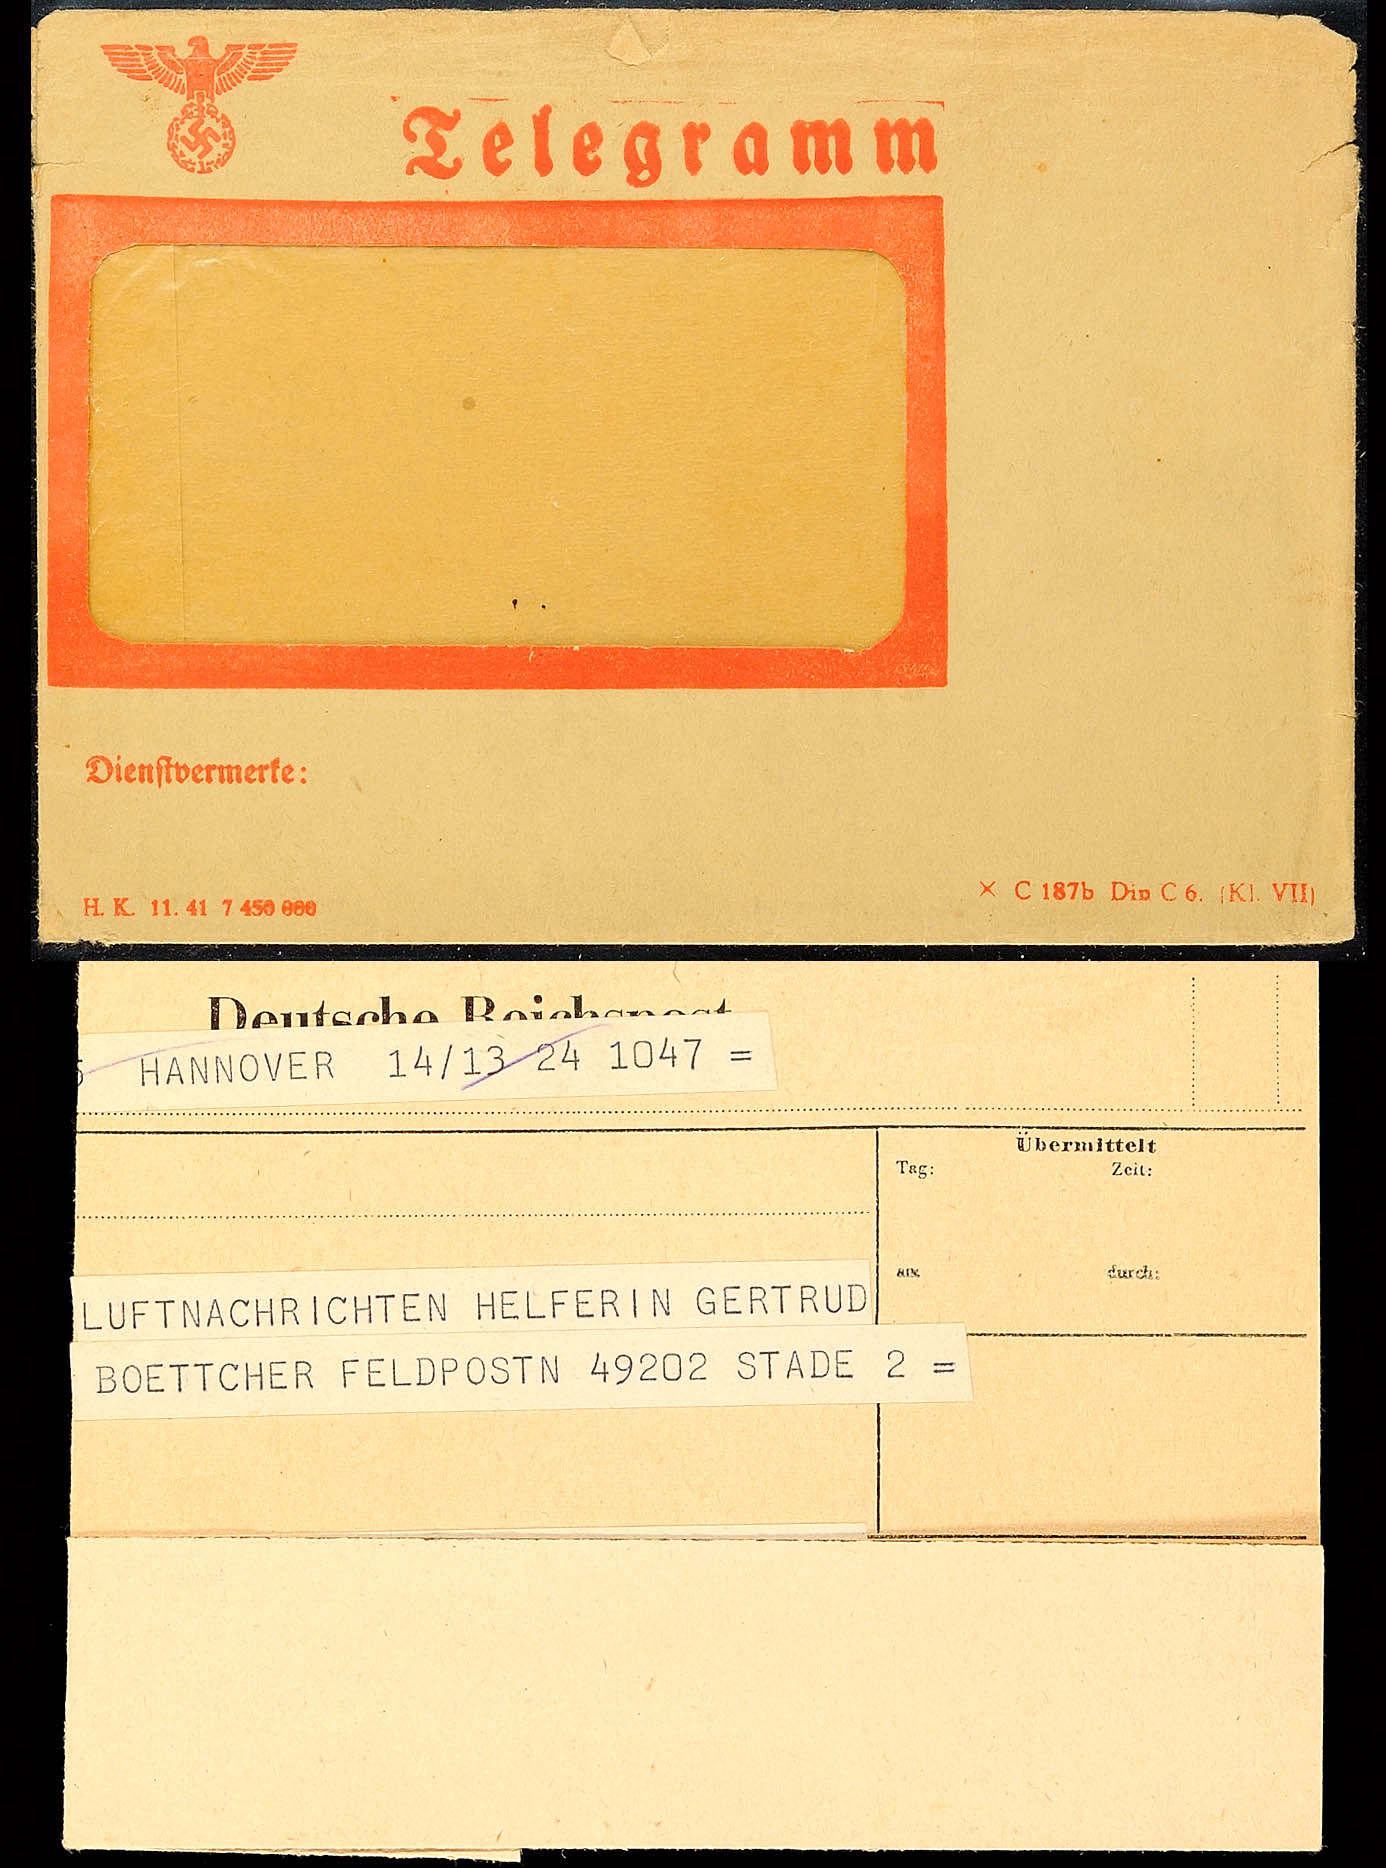 Telegramm
Dienstvermerke:
H. K. 11. 41 7 450 000
× C 187b Din C 6. (Kl. VII)
Deutsche Reichspost
5 HANNOVER 14/13 24 1047 =
Übermittelt
Tag: Zeit:
an: durch:
LUFTNACHRICHTEN HELFERIN GERTRUD
BOETTCHER FELDPOSTN 49202 STADE 2 =